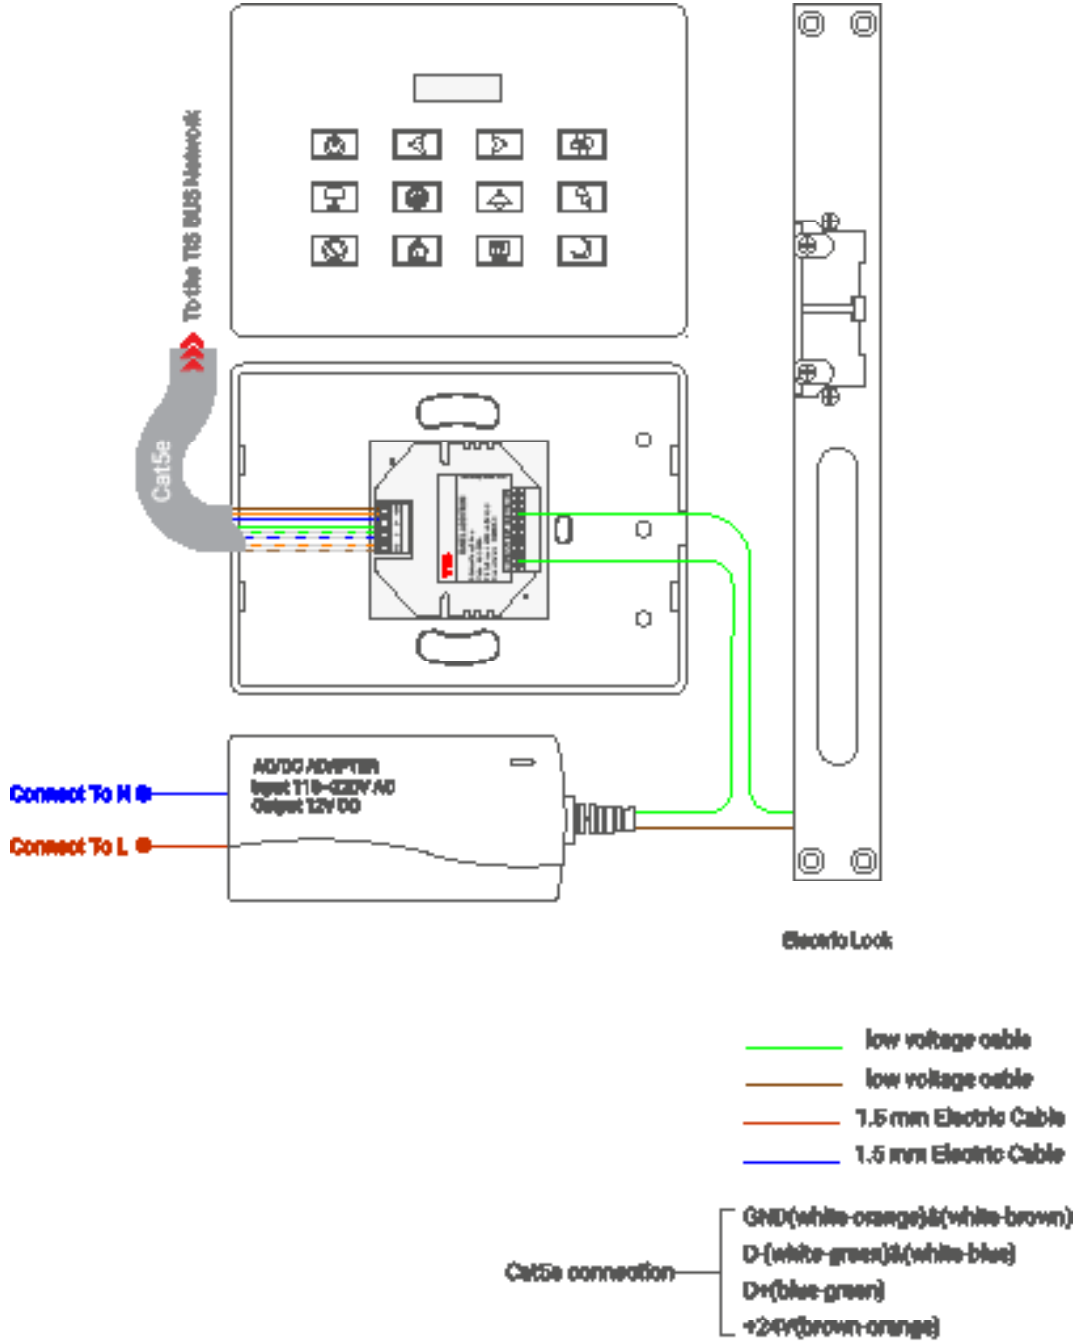 To the TIS BUS Network
Cat5e
TIS
AC/DC ADAPTER
Input 110~220V AC
Output 12V DC
Connect To N
Connect To L
Electric Lock
low voltage cable
low voltage cable
1.5 mm Electric Cable
1.5 mm Electric Cable
Cat5e connection
GND(white-orange)&(white-brown)
D-(white-green)&(white-blue)
D+(blue-green)
+24V(brown-orange)